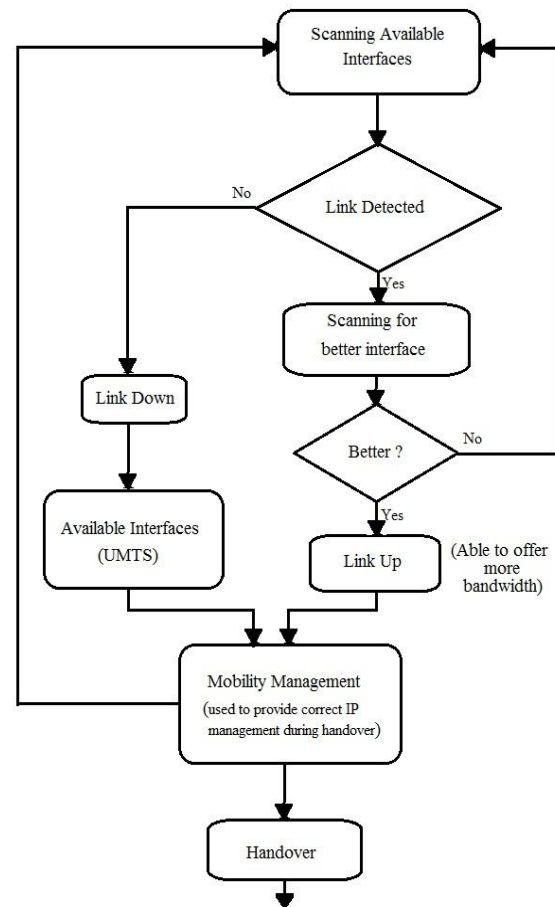 Scanning Available
Interfaces
No
Link Detected
Yes
Scanning for
better interface
Link Down
Better ?
No
Yes
Available Interfaces
(UMTS)
Link Up
(Able to offer
more
bandwidth)
Mobility Management
(used to provide correct IP
management during handover)
Handover